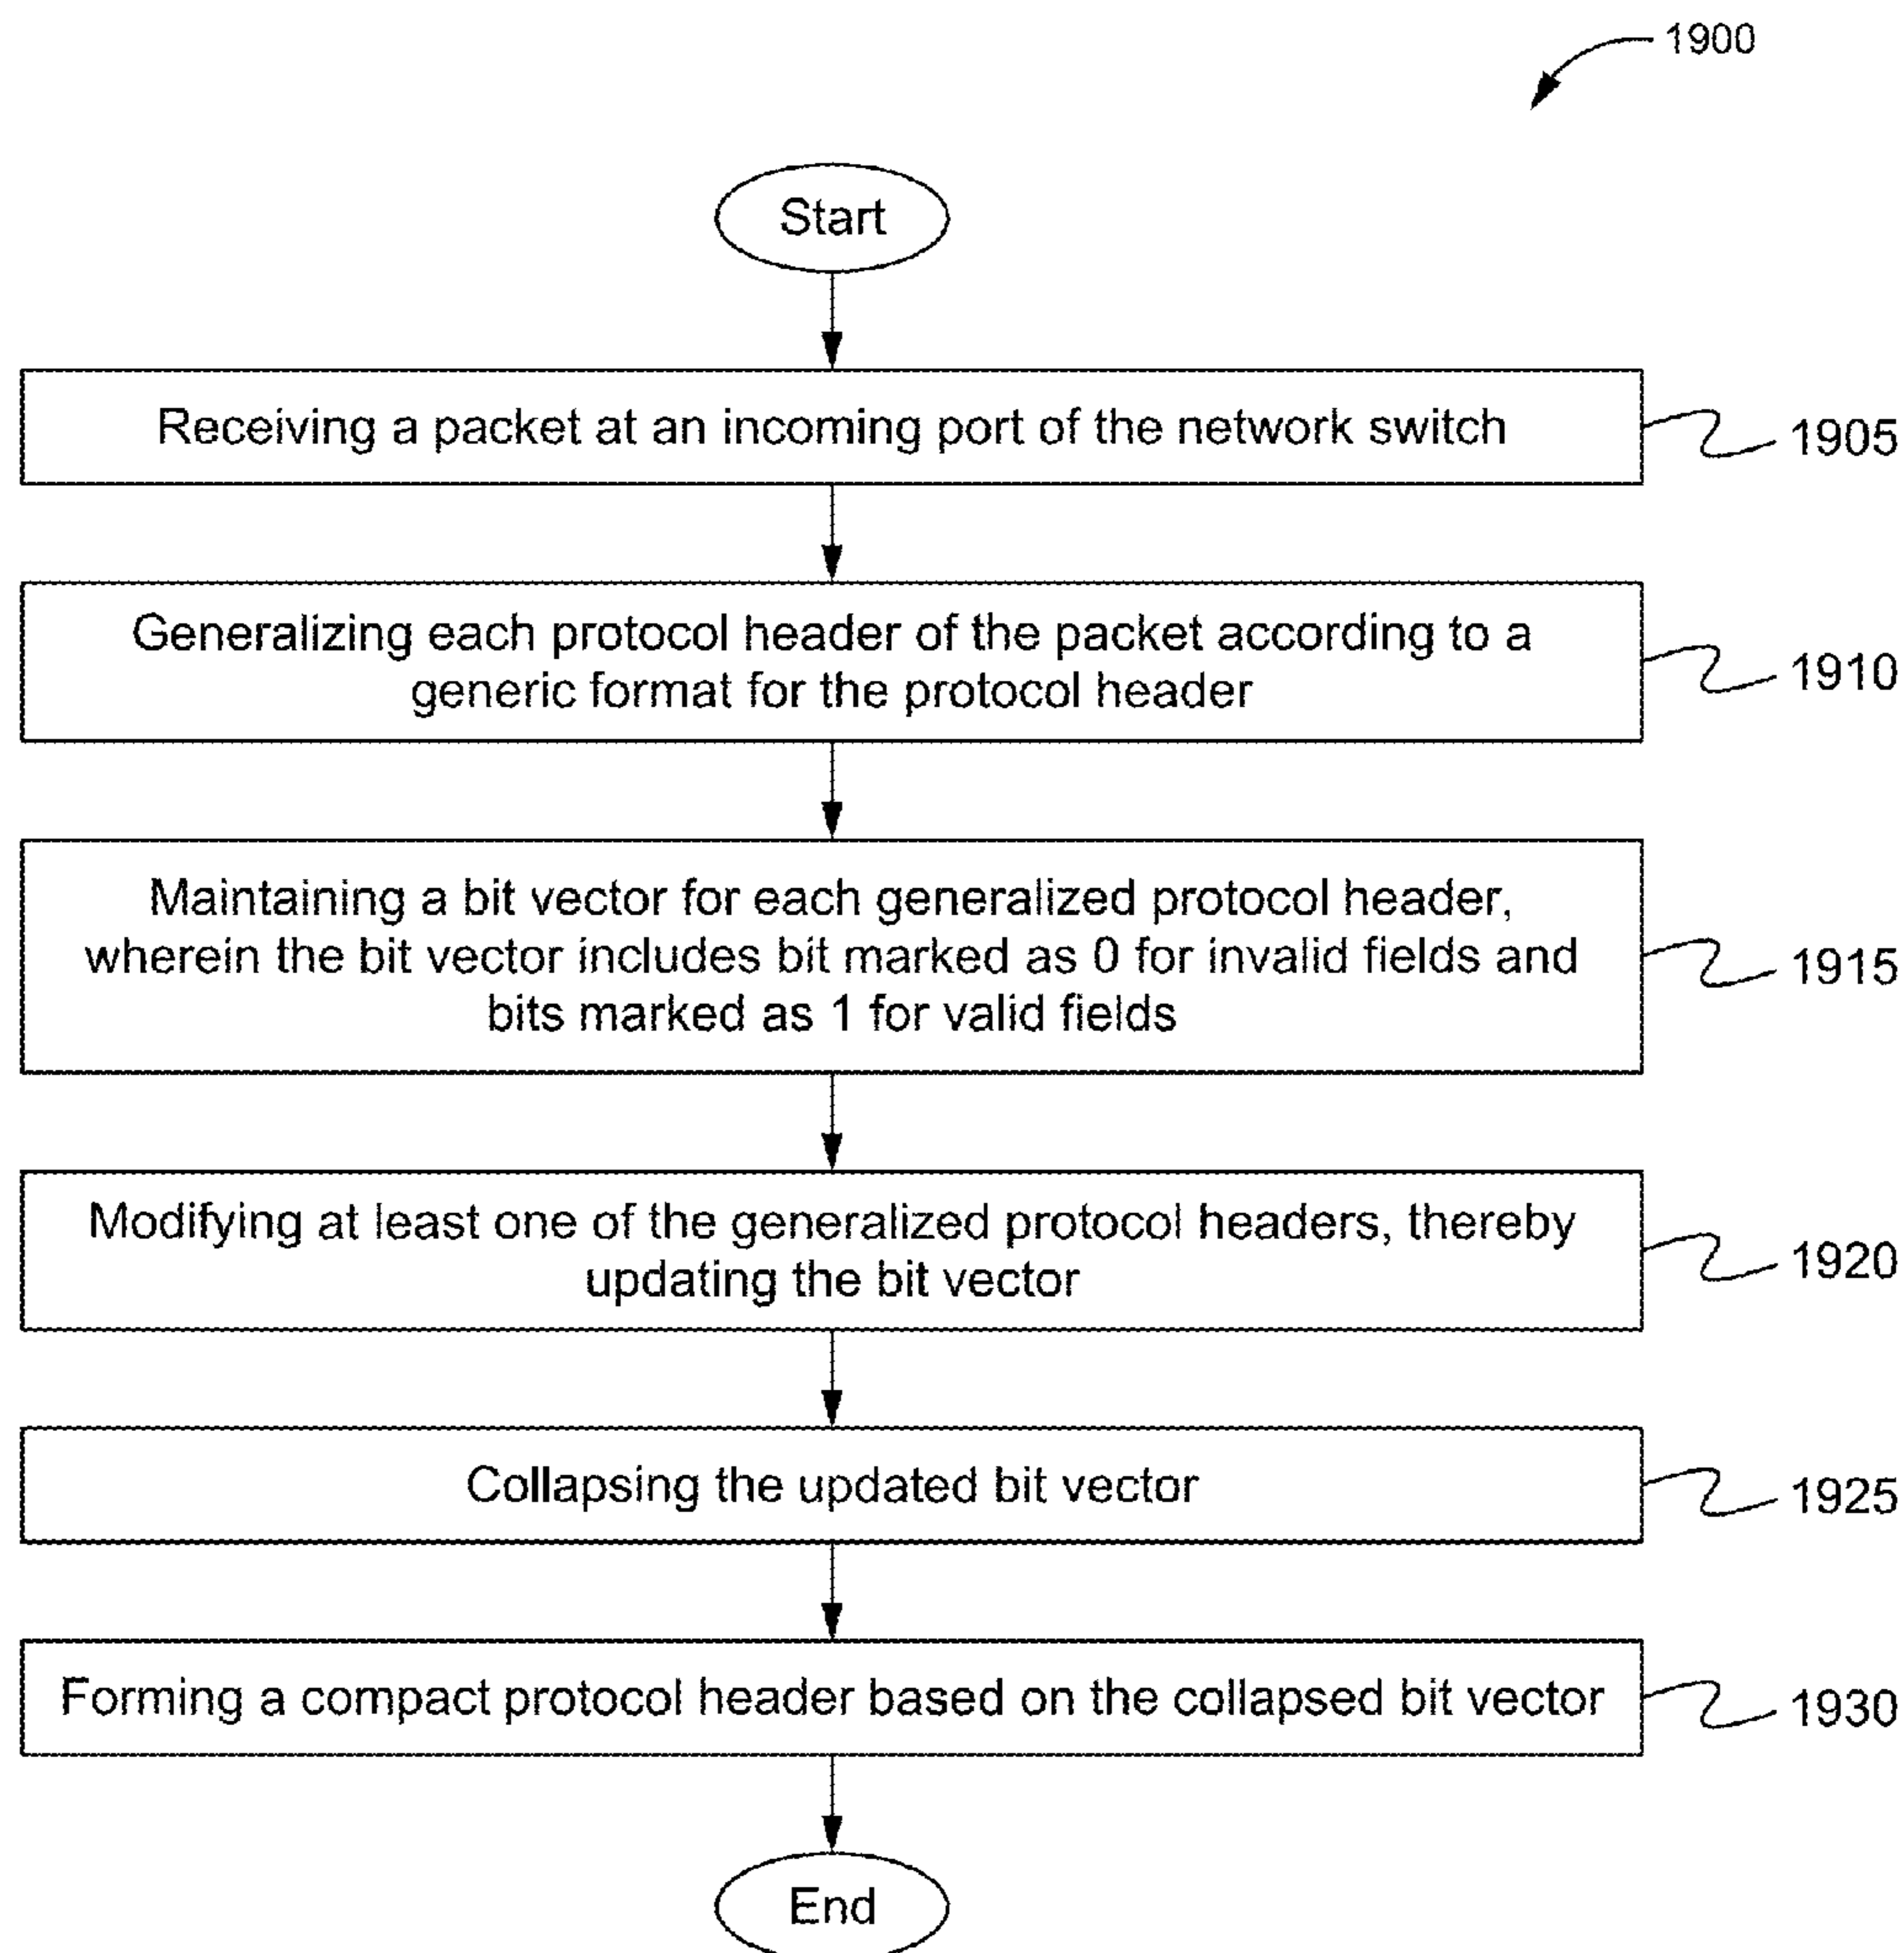 1900
Start
Receiving a packet at an incoming port of the network switch
1905
Generalizing each protocol header of the packet according to a
generic format for the protocol header
1910
Maintaining a bit vector for each generalized protocol header,
wherein the bit vector includes bit marked as 0 for invalid fields and
bits marked as 1 for valid fields
1915
Modifying at least one of the generalized protocol headers, thereby
updating the bit vector
1920
Collapsing the updated bit vector
1925
Forming a compact protocol header based on the collapsed bit vector
1930
End